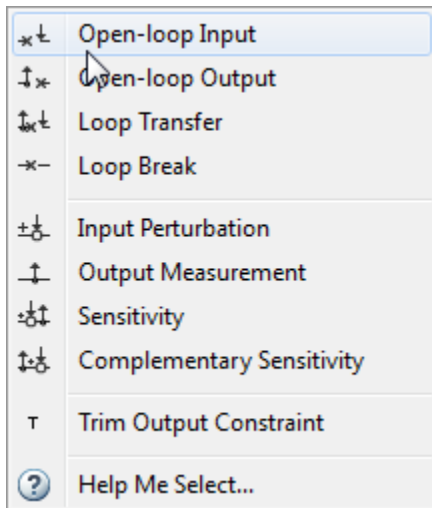 Open-loop Input
Open-loop Output
Loop Transfer
Loop Break
Input Perturbation
Output Measurement
Sensitivity
Complementary Sensitivity
T Trim Output Constraint
? Help Me Select...